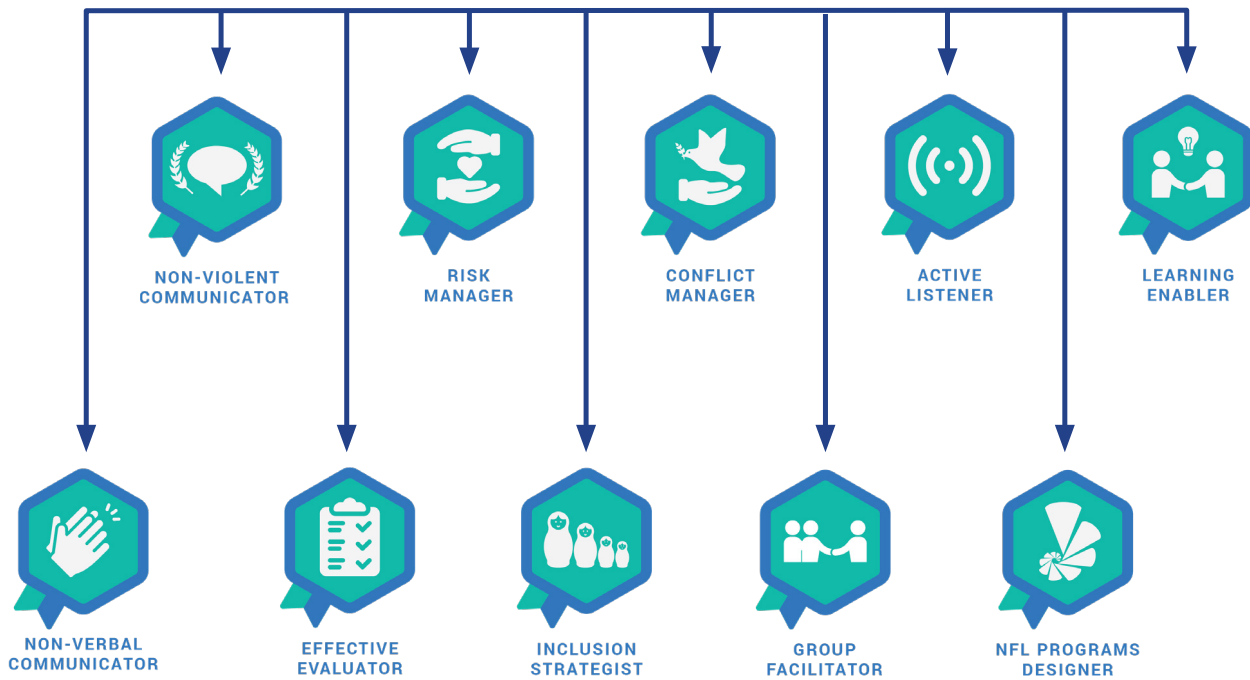 NON-VIOLENT
COMMUNICATOR
RISK
MANAGER
CONFLICT
MANAGER
ACTIVE
LISTENER
LEARNING
ENABLER
NON-VERBAL
COMMUNICATOR
EFFECTIVE
EVALUATOR
INCLUSION
STRATEGIST
GROUP
FACILITATOR
NFL PROGRAMS
DESIGNER